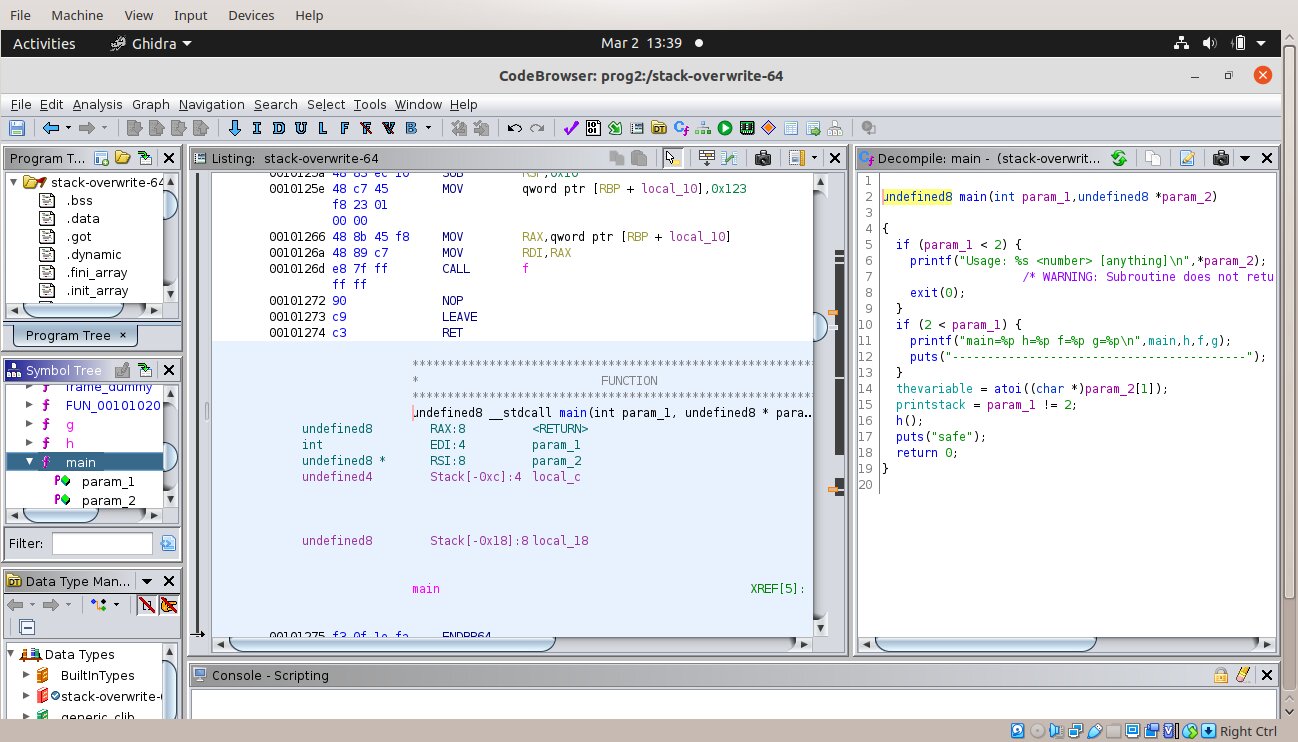 File Machine View Input Devices Help
Activities Ghidra Mar 2 13:39
CodeBrowser: prog2:/stack-overwrite-64
File Edit Analysis Graph Navigation Search Select Tools Window Help
I D U L F B
Program T...
stack-overwrite-64
.bss
.data
.got
.dynamic
.fini_array
.init_array
Program Tree ×
Symbol Tree
frame_dummy
f FUN_00101020
f g
f h
f main
param_1
param_2
Filter:
Data Type Man...
Data Types
BuiltInTypes
stack-overwrite-
generic_clib
Listing: stack-overwrite-64
0010125a 48 83 ec 10 SUB RSP,0x10
0010125e 48 c7 45 MOV qword ptr [RBP + local_10],0x123
f8 23 01
00 00
00101266 48 8b 45 f8 MOV RAX,qword ptr [RBP + local_10]
0010126a 48 89 c7 MOV RDI,RAX
0010126d e8 7f ff CALL f
ff ff
00101272 90 NOP
00101273 c9 LEAVE
00101274 c3 RET
* FUNCTION
undefined8 __stdcall main(int param_1, undefined8 * para..
undefined8 RAX:8 <RETURN>
int EDI:4 param_1
undefined8 * RSI:8 param_2
undefined4 Stack[-0xc]:4 local_c
undefined8 Stack[-0x18]:8 local_18
main XREF[5]:
00101275 f3 0f 1e fa ENDBR64
Decompile: main - (stack-overwrit...
1
2 undefined8 main(int param_1,undefined8 *param_2)
3
4 {
5 if (param_1 < 2) {
6 printf("Usage: %s <number> [anything]\n",*param_2);
7 /* WARNING: Subroutine does not retu
8 exit(0);
9 }
10 if (2 < param_1) {
11 printf("main=%p h=%p f=%p g=%p\n",main,h,f,g);
12 puts("------------------------------------------");
13 }
14 thevariable = atoi((char *)param_2[1]);
15 printstack = param_1 != 2;
16 h();
17 puts("safe");
18 return 0;
19 }
20
Console - Scripting
Right Ctrl